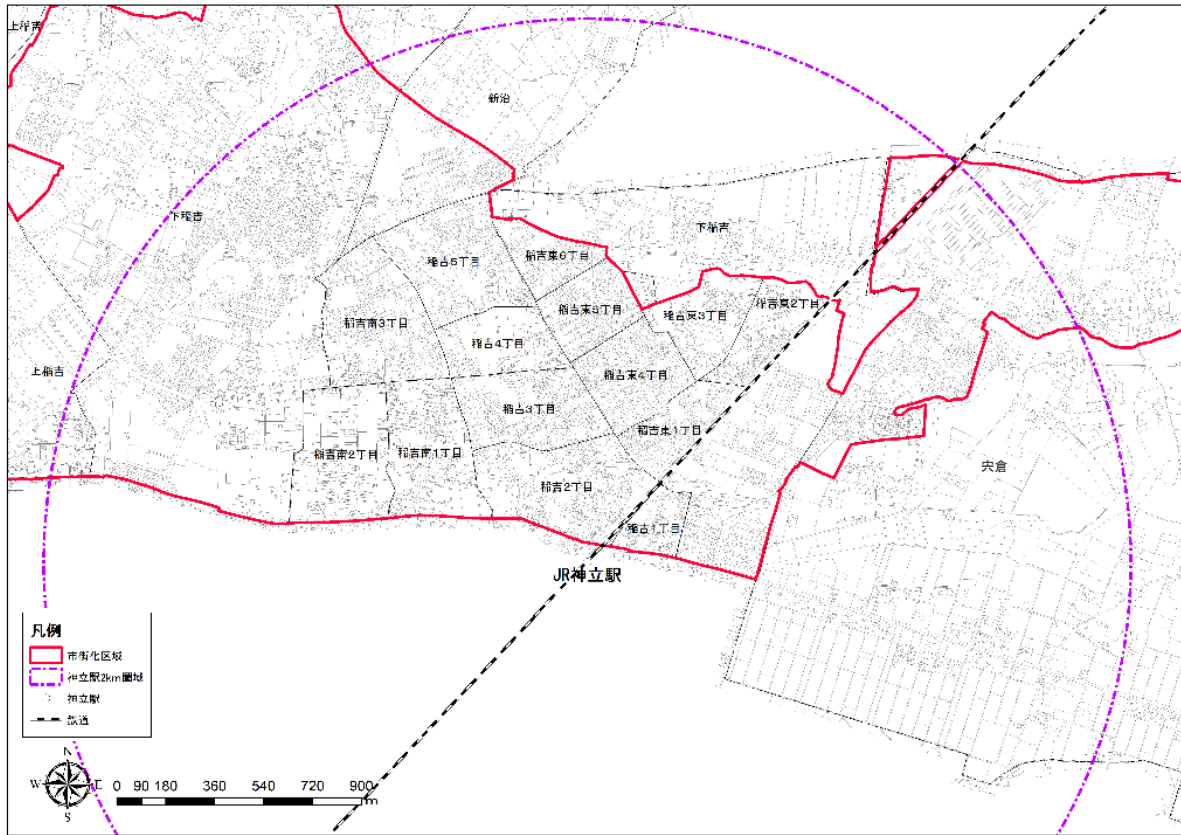 上稲吉
新治
下稲吉
下稲吉
稲吉5丁目
稲吉東6丁目
稲吉東5丁目
稲吉東3丁目
稲吉東2丁目
稲吉南3丁目
稲吉4丁目
上稲吉
稲吉東4丁目
稲吉3丁目
稲吉東1丁目
稲吉南2丁目
稲吉南1丁目
宍倉
稲吉2丁目
稲吉1丁目
JR神立駅
凡例
市街化区域
神立駅2km圏域
神立駅
鉄道
N
W
E
S
0 90 180 360 540 720 900
m